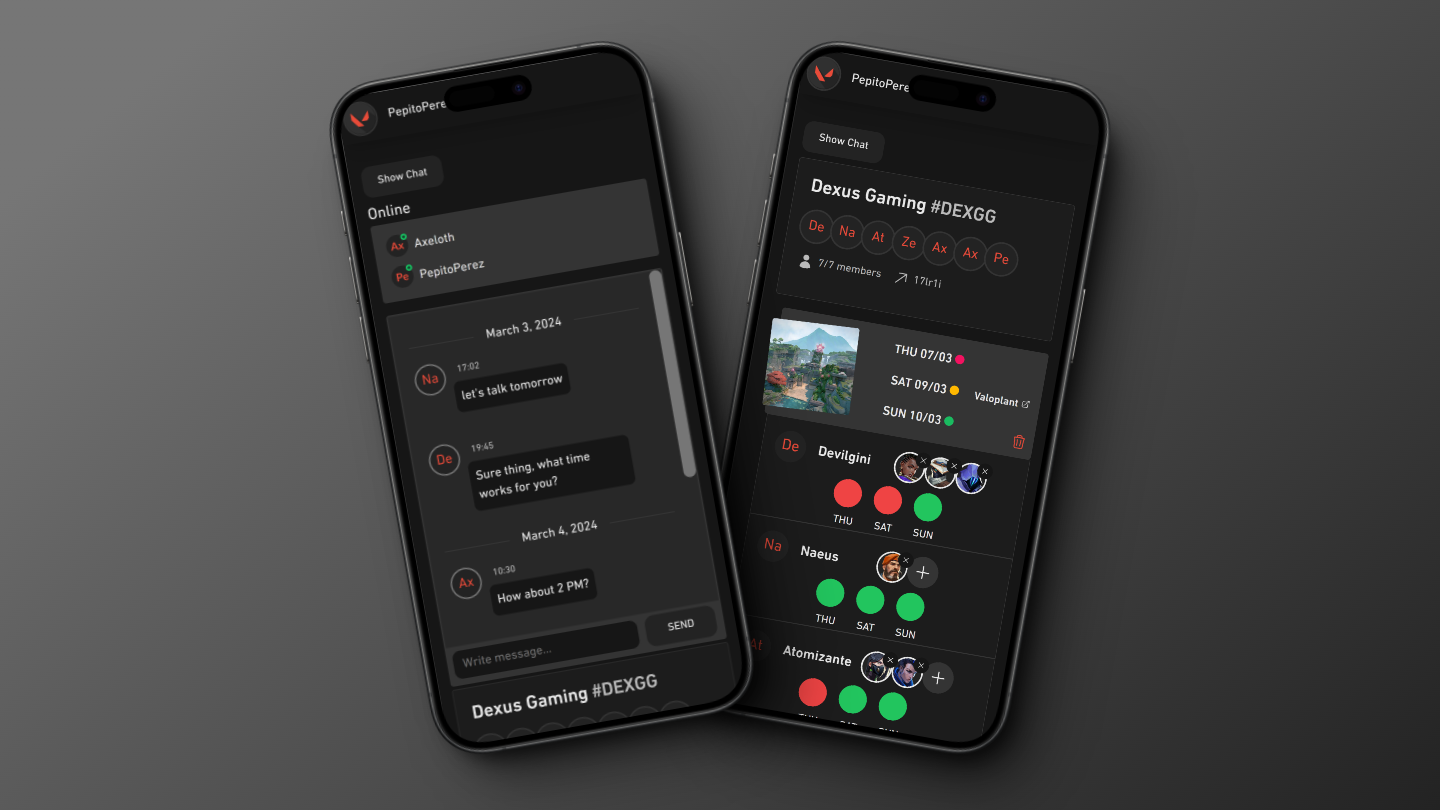 PepitoPere
Show Chat
Online
Ax Axeloth
Pe PepitoPerez
March 3, 2024
17:02
Na let's talk tomorrow
19:45
De Sure thing, what time
works for you?
March 4, 2024
10:30
Ax How about 2 PM?
Write message... SEND
Dexus Gaming #DEXGG
PepitoPere
Show Chat
Dexus Gaming #DEXGG
De Na At Ze Ax Ax Pe
7/7 members 17lr1i
THU 07/03
SAT 09/03
Valoplant
SUN 10/03
De Devilgini
THU SAT SUN
Na Naeus
THU SAT SUN
At Atomizante